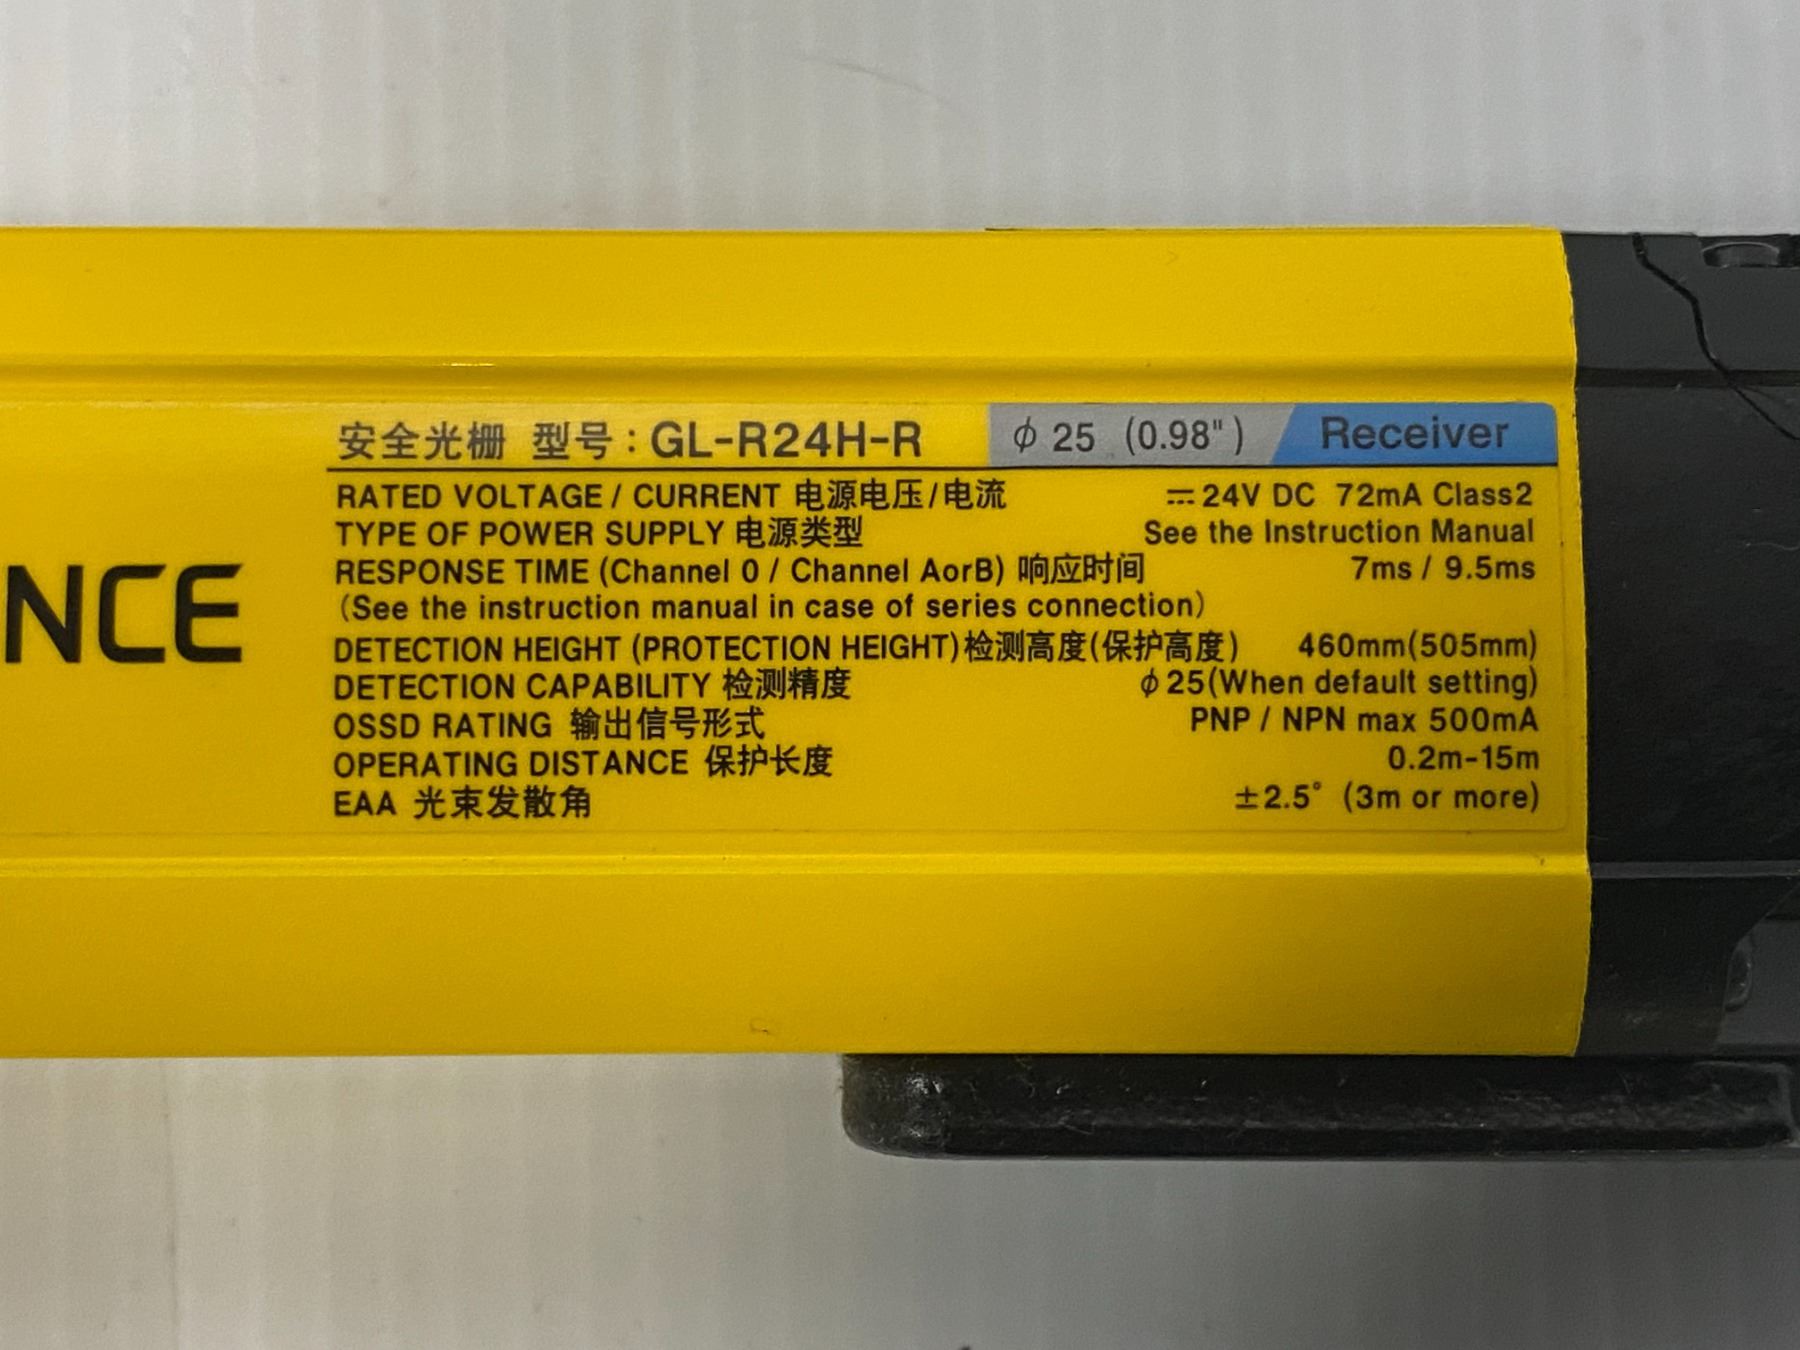 NCE
安全光栅 型号：GL-R24H-R ϕ 25 (0.98") Receiver
RATED VOLTAGE / CURRENT 电源电压/电流 ⎓ 24V DC 72mA Class2
TYPE OF POWER SUPPLY 电源类型 See the Instruction Manual
RESPONSE TIME (Channel 0 / Channel AorB) 响应时间 7ms / 9.5ms
(See the instruction manual in case of series connection)
DETECTION HEIGHT (PROTECTION HEIGHT)检测高度(保护高度) 460mm(505mm)
DETECTION CAPABILITY 检测精度 ϕ 25(When default setting)
OSSD RATING 输出信号形式 PNP / NPN max 500mA
OPERATING DISTANCE 保护长度 0.2m-15m
EAA 光束发散角 ±2.5° (3m or more)